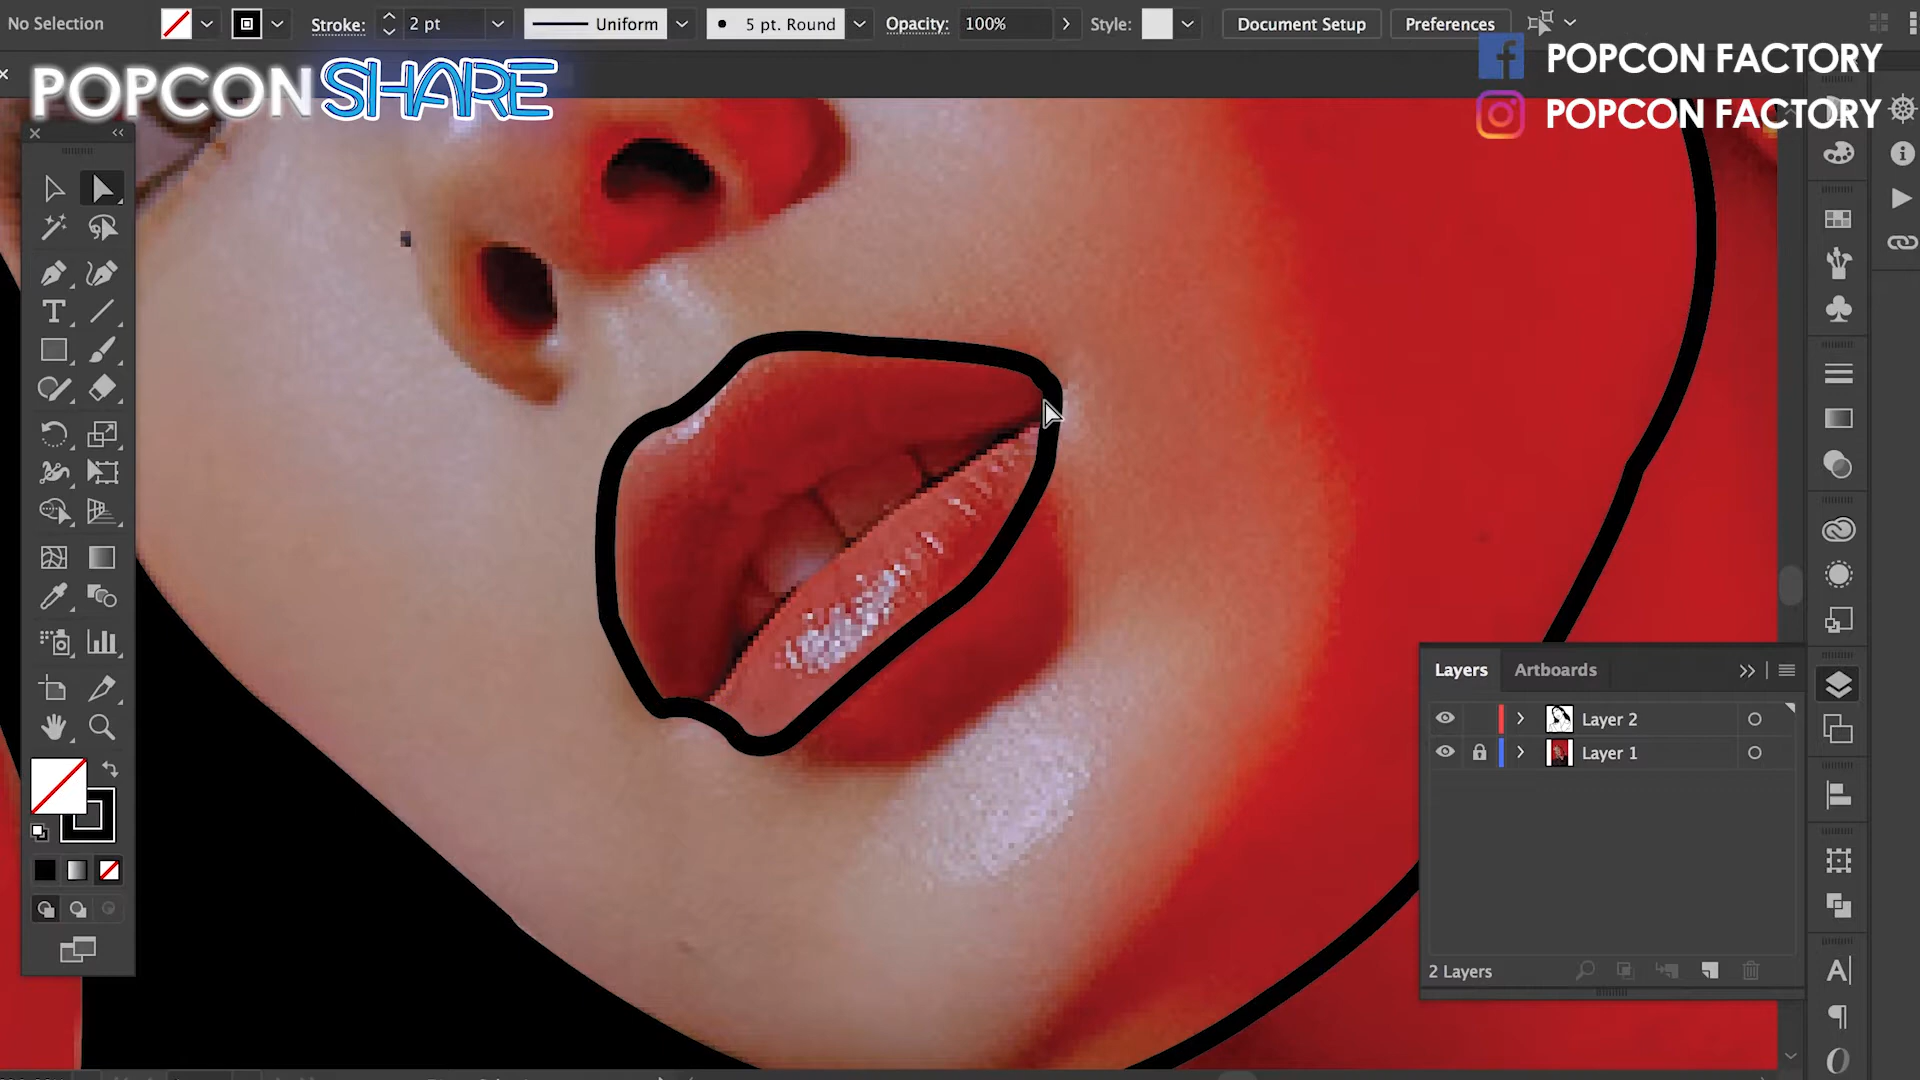 No Selection
Stroke:
2 pt
Uniform
5 pt. Round
Opacity:
100%
Style:
Document Setup
Preferences
POPCON SHARE
POPCON FACTORY
POPCON FACTORY
Layers
Artboards
Layer 2
Layer 1
2 Layers